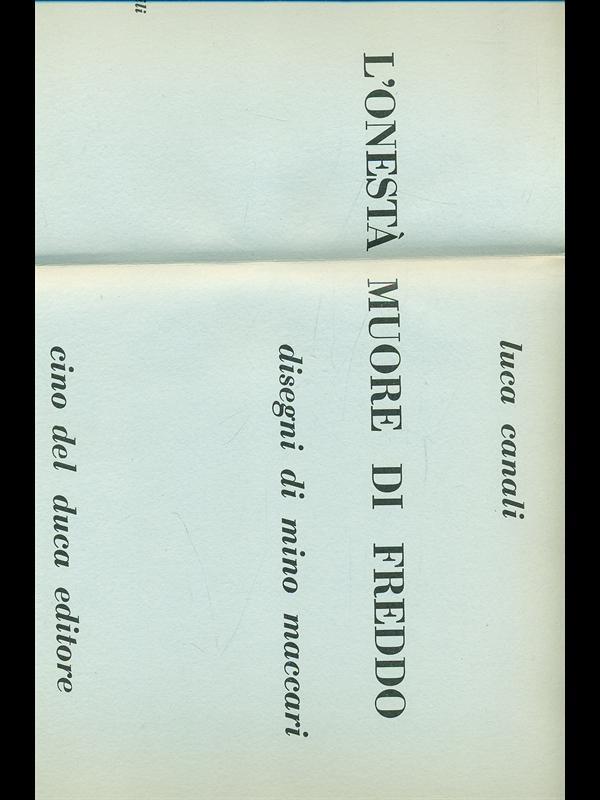 luca canali
L'ONESTÀ MUORE DI FREDDO
disegni di mino maccari
cino del duca editore